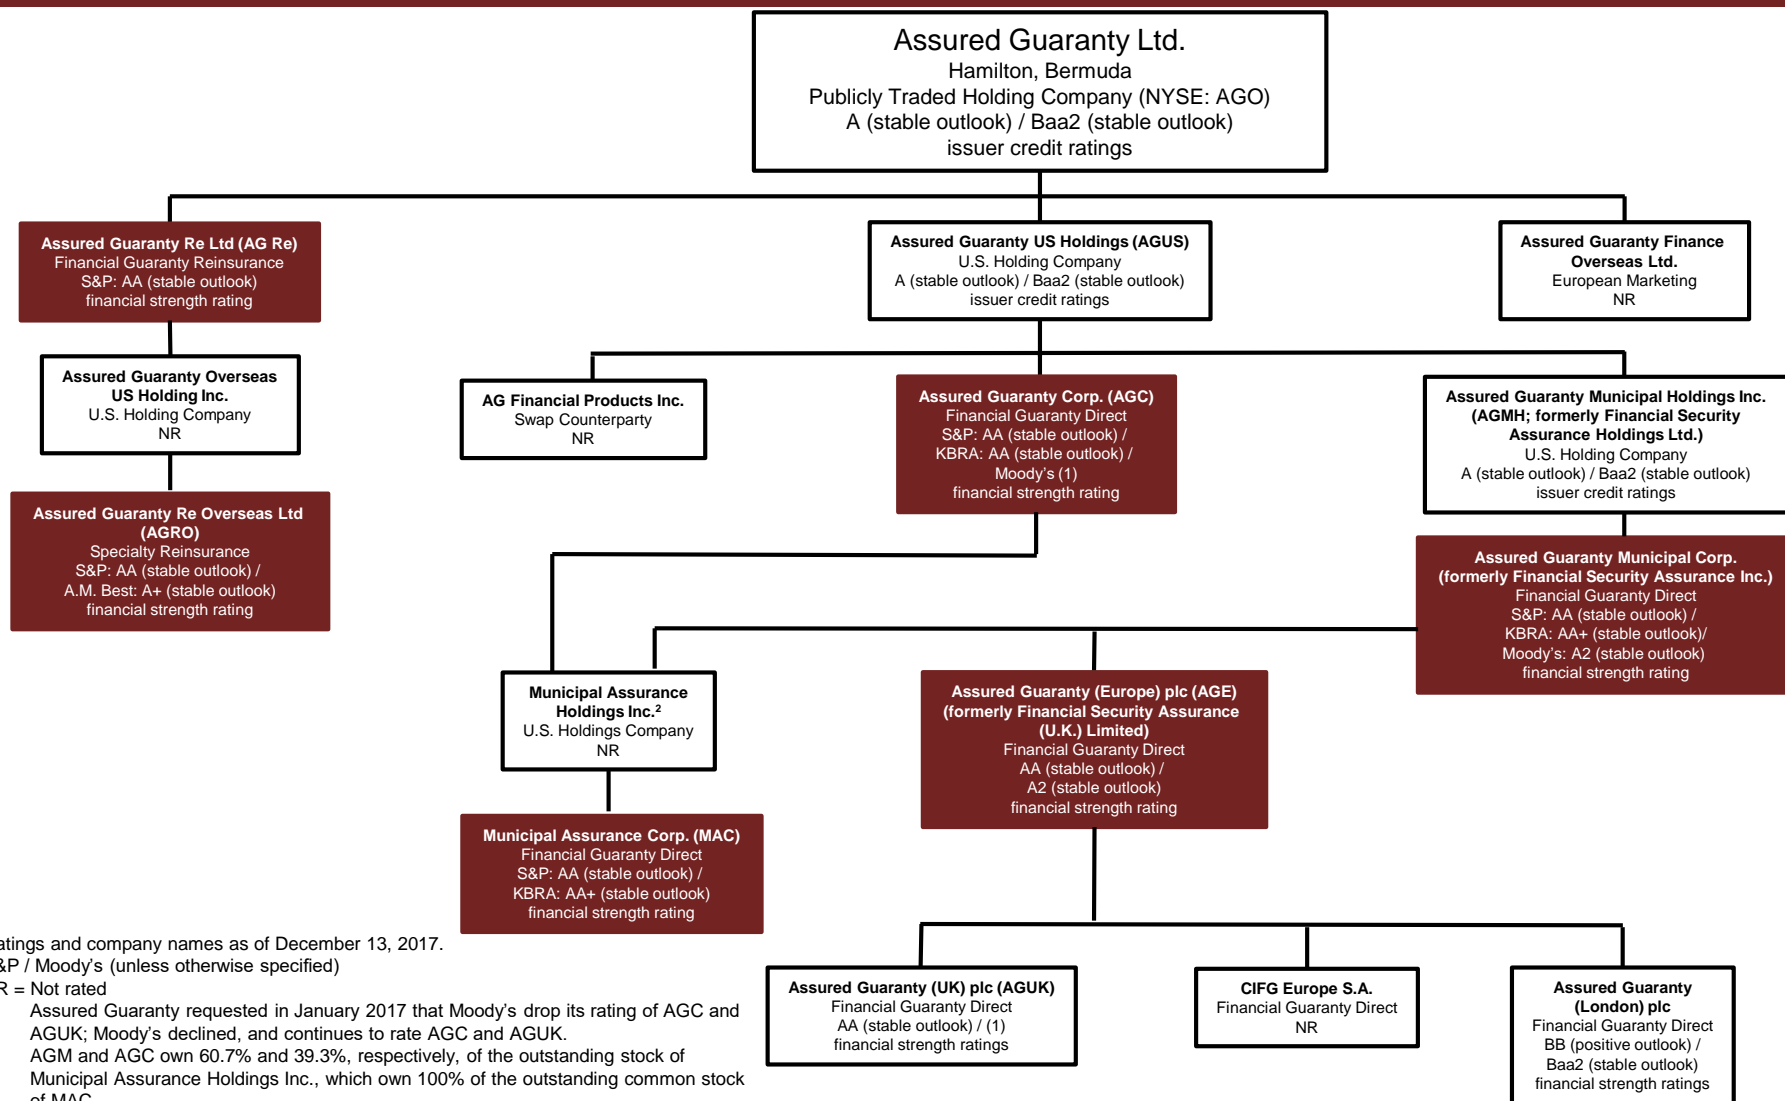 Assured Guaranty Ltd.
Hamilton, Bermuda
Publicly Traded Holding Company (NYSE: AGO)
A (stable outlook) / Baa2 (stable outlook)
issuer credit ratings
Assured Guaranty Re Ltd (AG Re)
Financial Guaranty Reinsurance
S&P: AA (stable outlook)
financial strength rating
Assured Guaranty US Holdings (AGUS)
U.S. Holding Company
A (stable outlook) / Baa2 (stable outlook)
issuer credit ratings
Assured Guaranty Finance
Overseas Ltd.
European Marketing
NR
Assured Guaranty Overseas
US Holding Inc.
U.S. Holding Company
NR
AG Financial Products Inc.
Swap Counterparty
NR
Assured Guaranty Corp. (AGC)
Financial Guaranty Direct
S&P: AA (stable outlook) /
KBRA: AA (stable outlook) /
Moody's (1)
financial strength rating
Assured Guaranty Municipal Holdings Inc.
(AGMH; formerly Financial Security
Assurance Holdings Ltd.)
U.S. Holding Company
A (stable outlook) / Baa2 (stable outlook)
issuer credit ratings
Assured Guaranty Re Overseas Ltd
(AGRO)
Specialty Reinsurance
S&P: AA (stable outlook) /
A.M. Best: A+ (stable outlook)
financial strength rating
Assured Guaranty Municipal Corp.
(formerly Financial Security Assurance Inc.)
Financial Guaranty Direct
S&P: AA (stable outlook) /
KBRA: AA+ (stable outlook)/
Moody's: A2 (stable outlook)
financial strength rating
Municipal Assurance
Holdings Inc.²
U.S. Holdings Company
NR
Assured Guaranty (Europe) plc (AGE)
(formerly Financial Security Assurance
(U.K.) Limited)
Financial Guaranty Direct
AA (stable outlook) /
A2 (stable outlook)
financial strength rating
Municipal Assurance Corp. (MAC)
Financial Guaranty Direct
S&P: AA (stable outlook) /
KBRA: AA+ (stable outlook)
financial strength rating
Assured Guaranty (UK) plc (AGUK)
Financial Guaranty Direct
AA (stable outlook) / (1)
financial strength ratings
CIFG Europe S.A.
Financial Guaranty Direct
NR
Assured Guaranty
(London) plc
Financial Guaranty Direct
BB (positive outlook) /
Baa2 (stable outlook)
financial strength ratings
atings and company names as of December 13, 2017.
&P / Moody's (unless otherwise specified)
R = Not rated
Assured Guaranty requested in January 2017 that Moody's drop its rating of AGC and
AGUK; Moody's declined, and continues to rate AGC and AGUK.
AGM and AGC own 60.7% and 39.3%, respectively, of the outstanding stock of
Municipal Assurance Holdings Inc., which own 100% of the outstanding common stock
of MAC